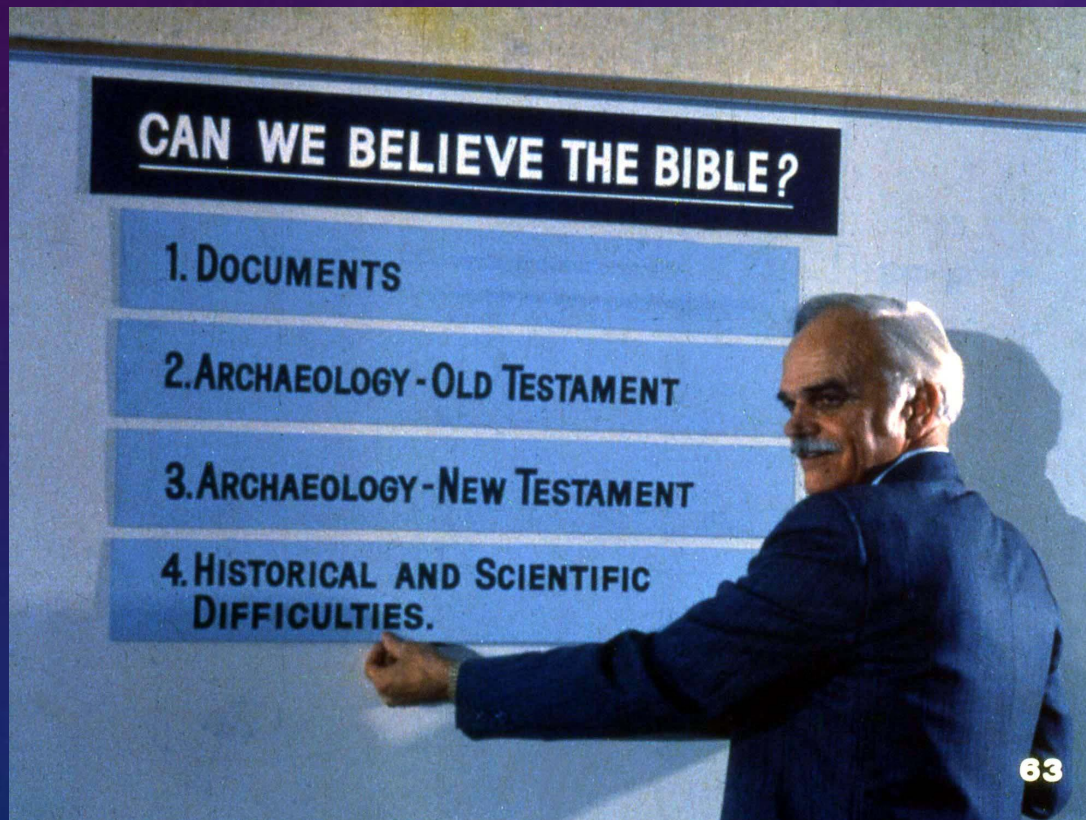 CAN WE BELIEVE THE BIBLE?
1. DOCUMENTS
2. ARCHAEOLOGY - OLD TESTAMENT
3. ARCHAEOLOGY - NEW TESTAMENT
4. HISTORICAL AND SCIENTIFIC
DIFFICULTIES.
63